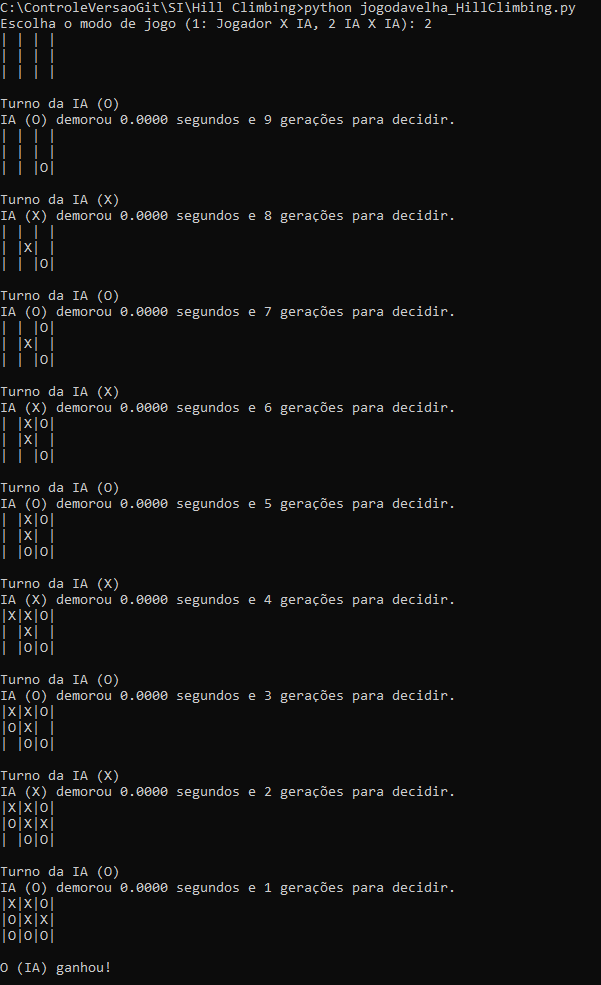 C:\ControleVersaoGit\SI\Hill Climbing>python jogodavelha_HillClimbing.py
Escolha o modo de jogo (1: Jogador X IA, 2 IA X IA): 2
| | | |
| | | |
| | | |
Turno da IA (O)
IA (O) demorou 0.0000 segundos e 9 gerações para decidir.
| | | |
| | | |
| | |O|
Turno da IA (X)
IA (X) demorou 0.0000 segundos e 8 gerações para decidir.
| | | |
| |X| |
| | |O|
Turno da IA (O)
IA (O) demorou 0.0000 segundos e 7 gerações para decidir.
| | |O|
| |X| |
| | |O|
Turno da IA (X)
IA (X) demorou 0.0000 segundos e 6 gerações para decidir.
| |X|O|
| |X| |
| | |O|
Turno da IA (O)
IA (O) demorou 0.0000 segundos e 5 gerações para decidir.
| |X|O|
| |X| |
| |O|O|
Turno da IA (X)
IA (X) demorou 0.0000 segundos e 4 gerações para decidir.
|X|X|O|
| |X| |
| |O|O|
Turno da IA (O)
IA (O) demorou 0.0000 segundos e 3 gerações para decidir.
|X|X|O|
|O|X| |
| |O|O|
Turno da IA (X)
IA (X) demorou 0.0000 segundos e 2 gerações para decidir.
|X|X|O|
|O|X|X|
| |O|O|
Turno da IA (O)
IA (O) demorou 0.0000 segundos e 1 gerações para decidir.
|X|X|O|
|O|X|X|
|O|O|O|
O (IA) ganhou!